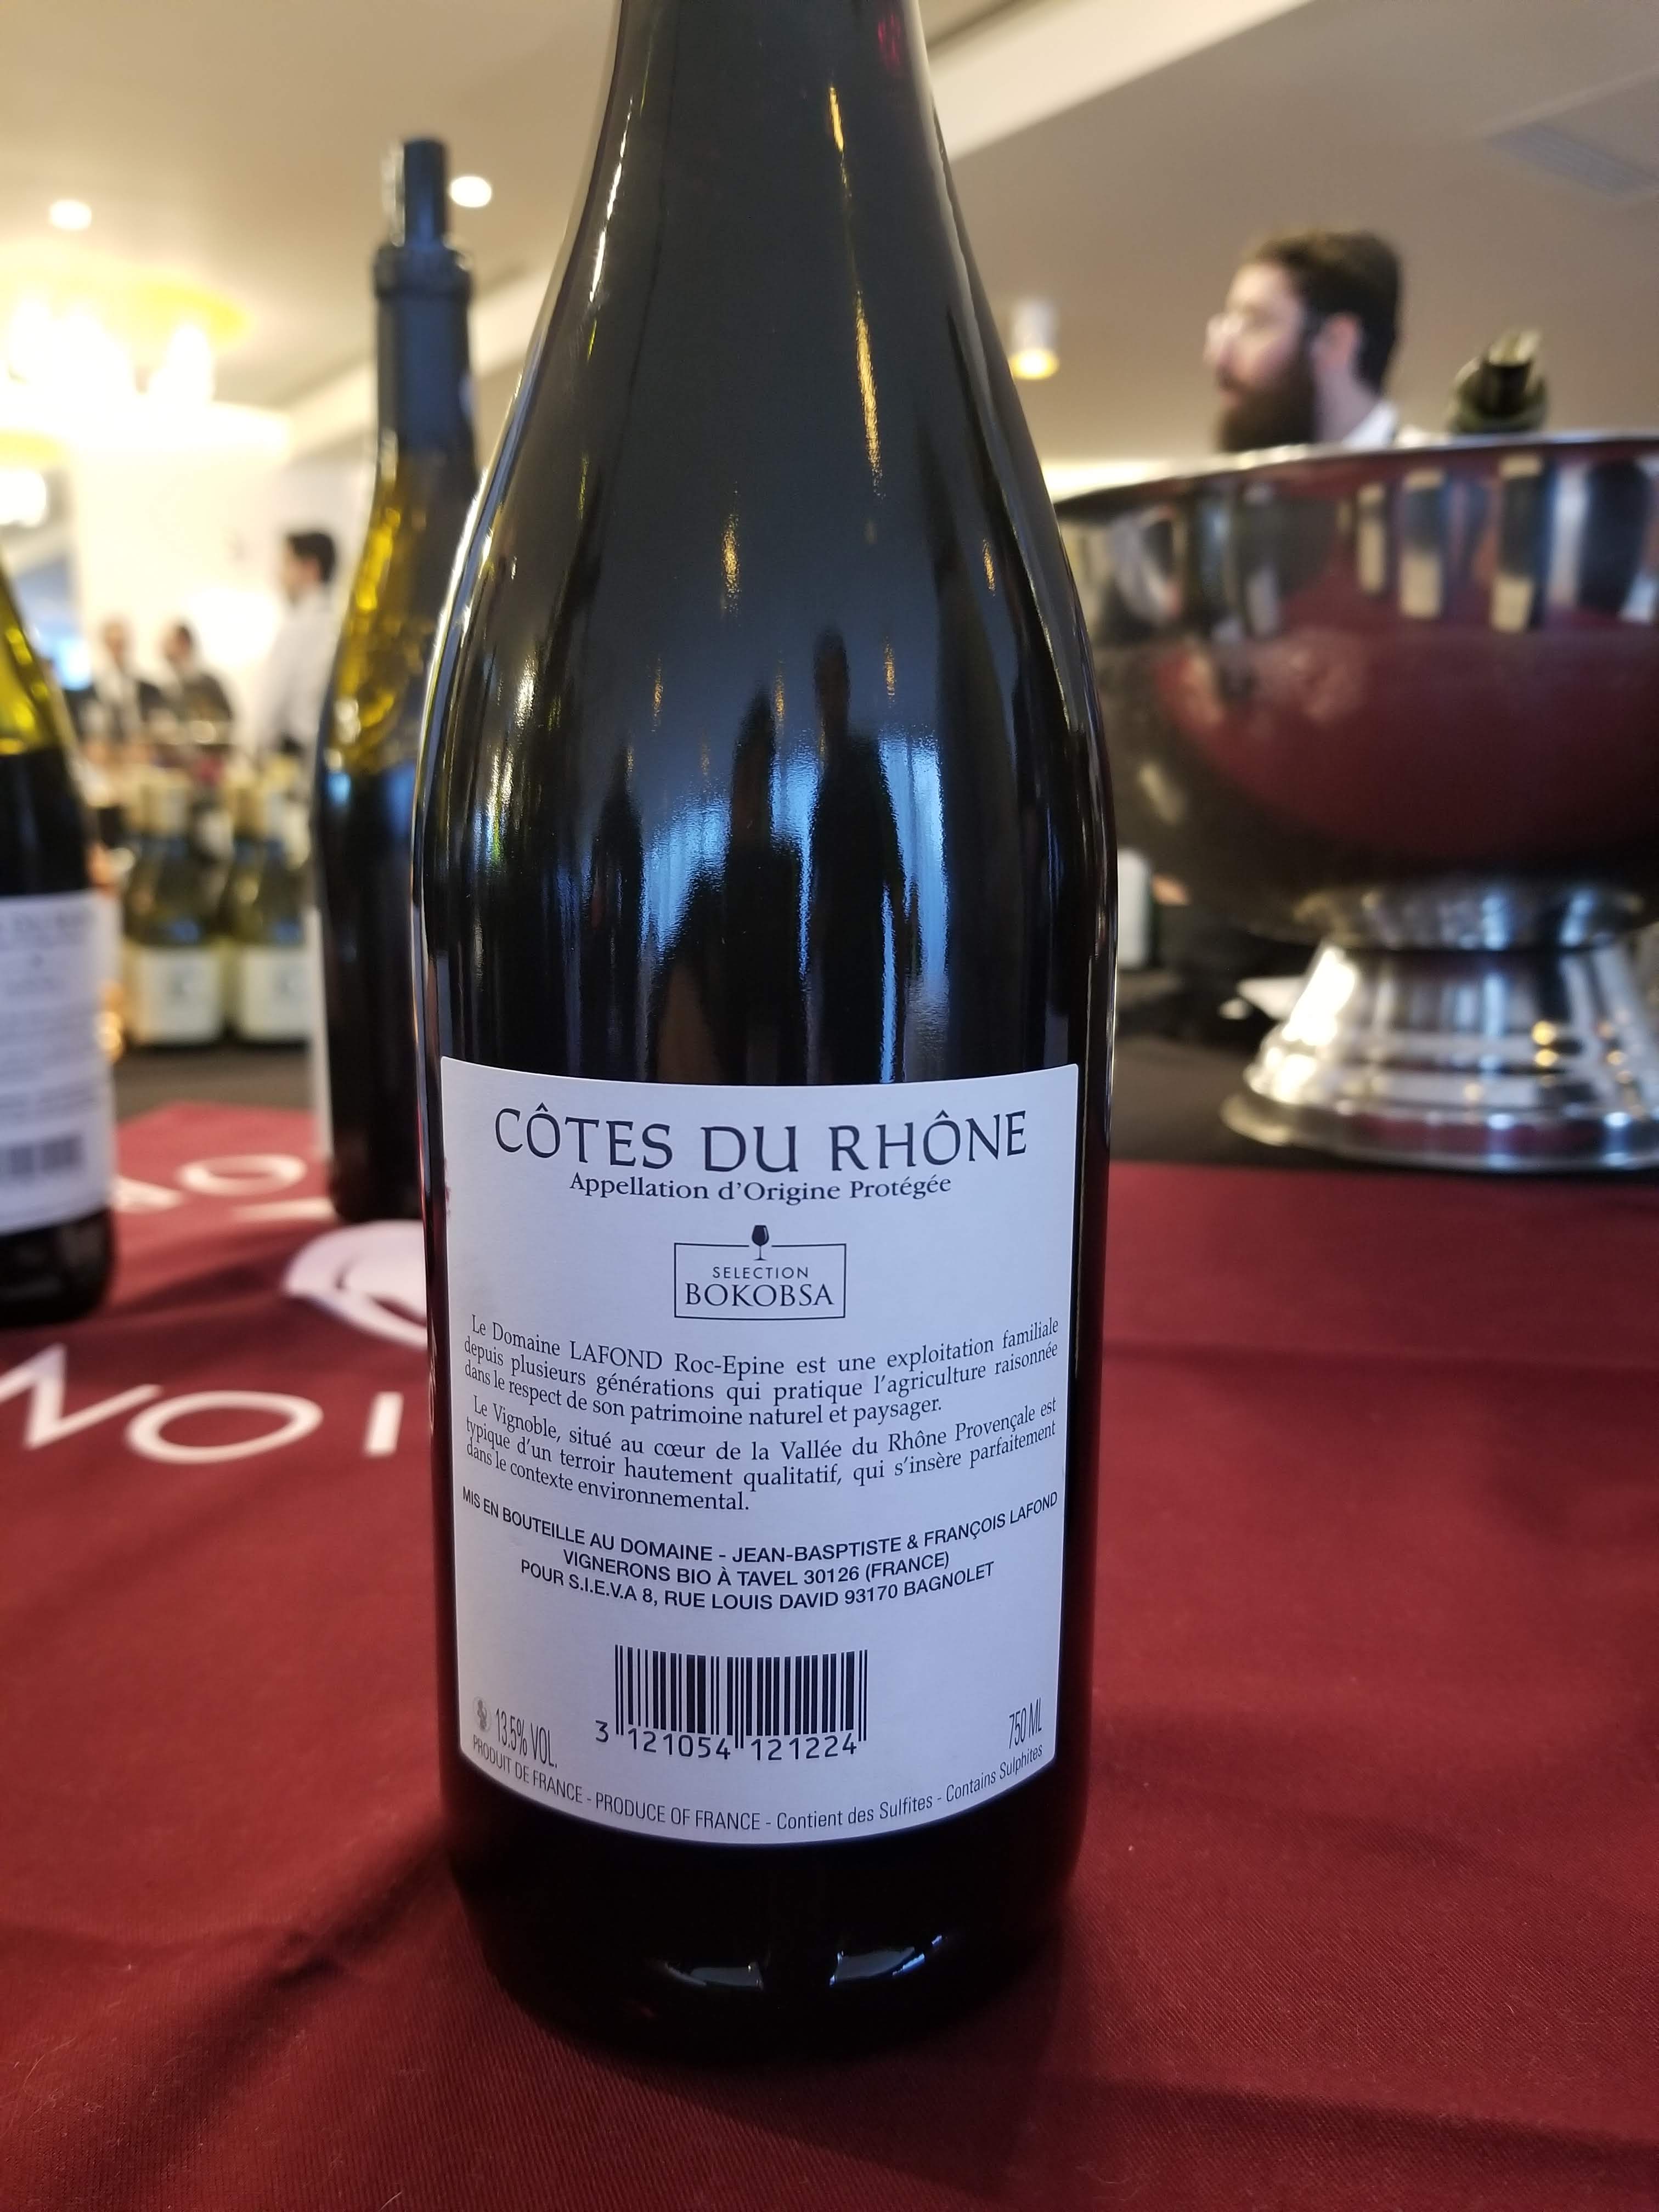 CÔTES DU RHÔNE
Appellation d'Origine Protégée
SELECTION
BOKOBSA
Le Domaine LAFOND Roc-Epine est une exploitation familiale
depuis plusieurs générations qui pratique l'agriculture raisonnée
dans le respect de son patrimoine naturel et paysager.
Le Vignoble, situé au cœur de la Vallée du Rhône Provençale est
typique d'un terroir hautement qualitatif, qui s'insère parfaitement
dans le contexte environnemental.
MIS EN BOUTEILLE AU DOMAINE - JEAN-BASPTISTE & FRANÇOIS LAFOND
VIGNERONS BIO À TAVEL 30126 (FRANCE)
POUR S.I.E.V.A 8, RUE LOUIS DAVID 93170 BAGNOLET
3 121054 121224
13.5% VOL.
750 ML
PRODUIT DE FRANCE - PRODUCE OF FRANCE - Contient des Sulfites - Contains Sulphites